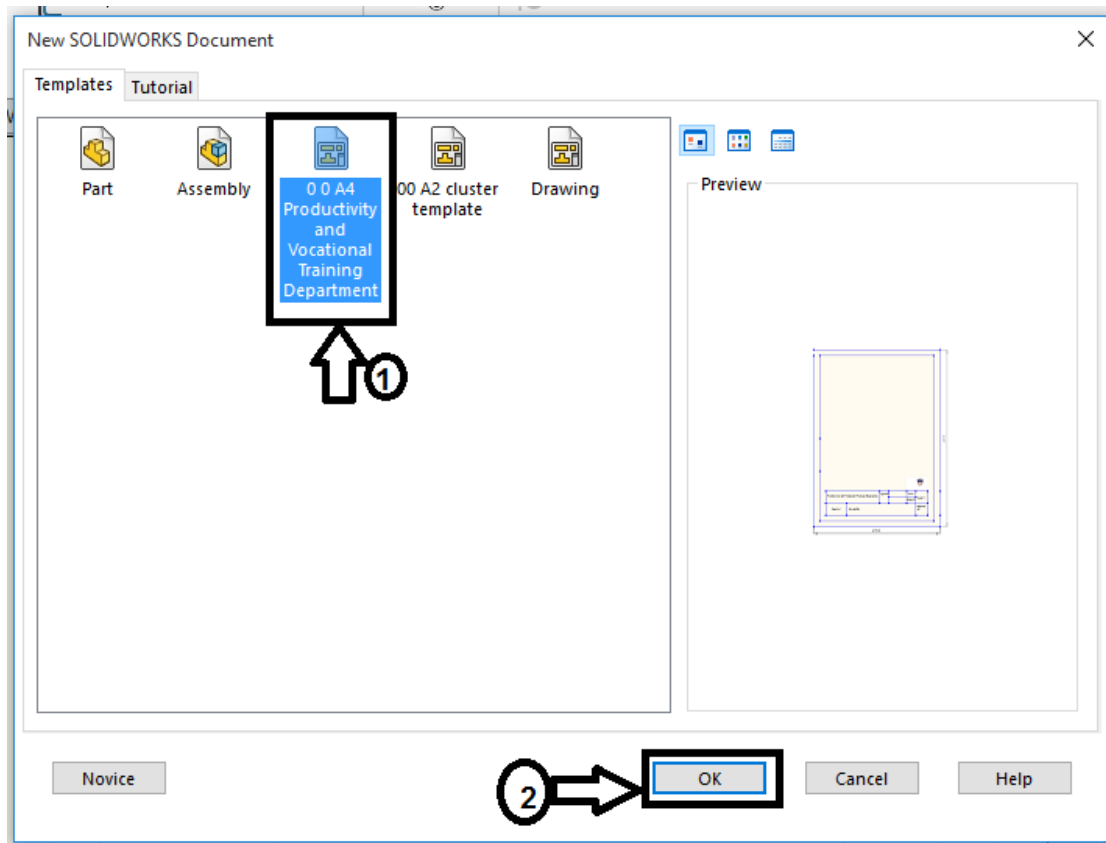 New SOLIDWORKS Document
Templates
Tutorial
Part
Assembly
0 0 A4
Productivity
and
Vocational
Training
Department
00 A2 cluster
template
Drawing
Preview
1
Novice
2
OK
Cancel
Help